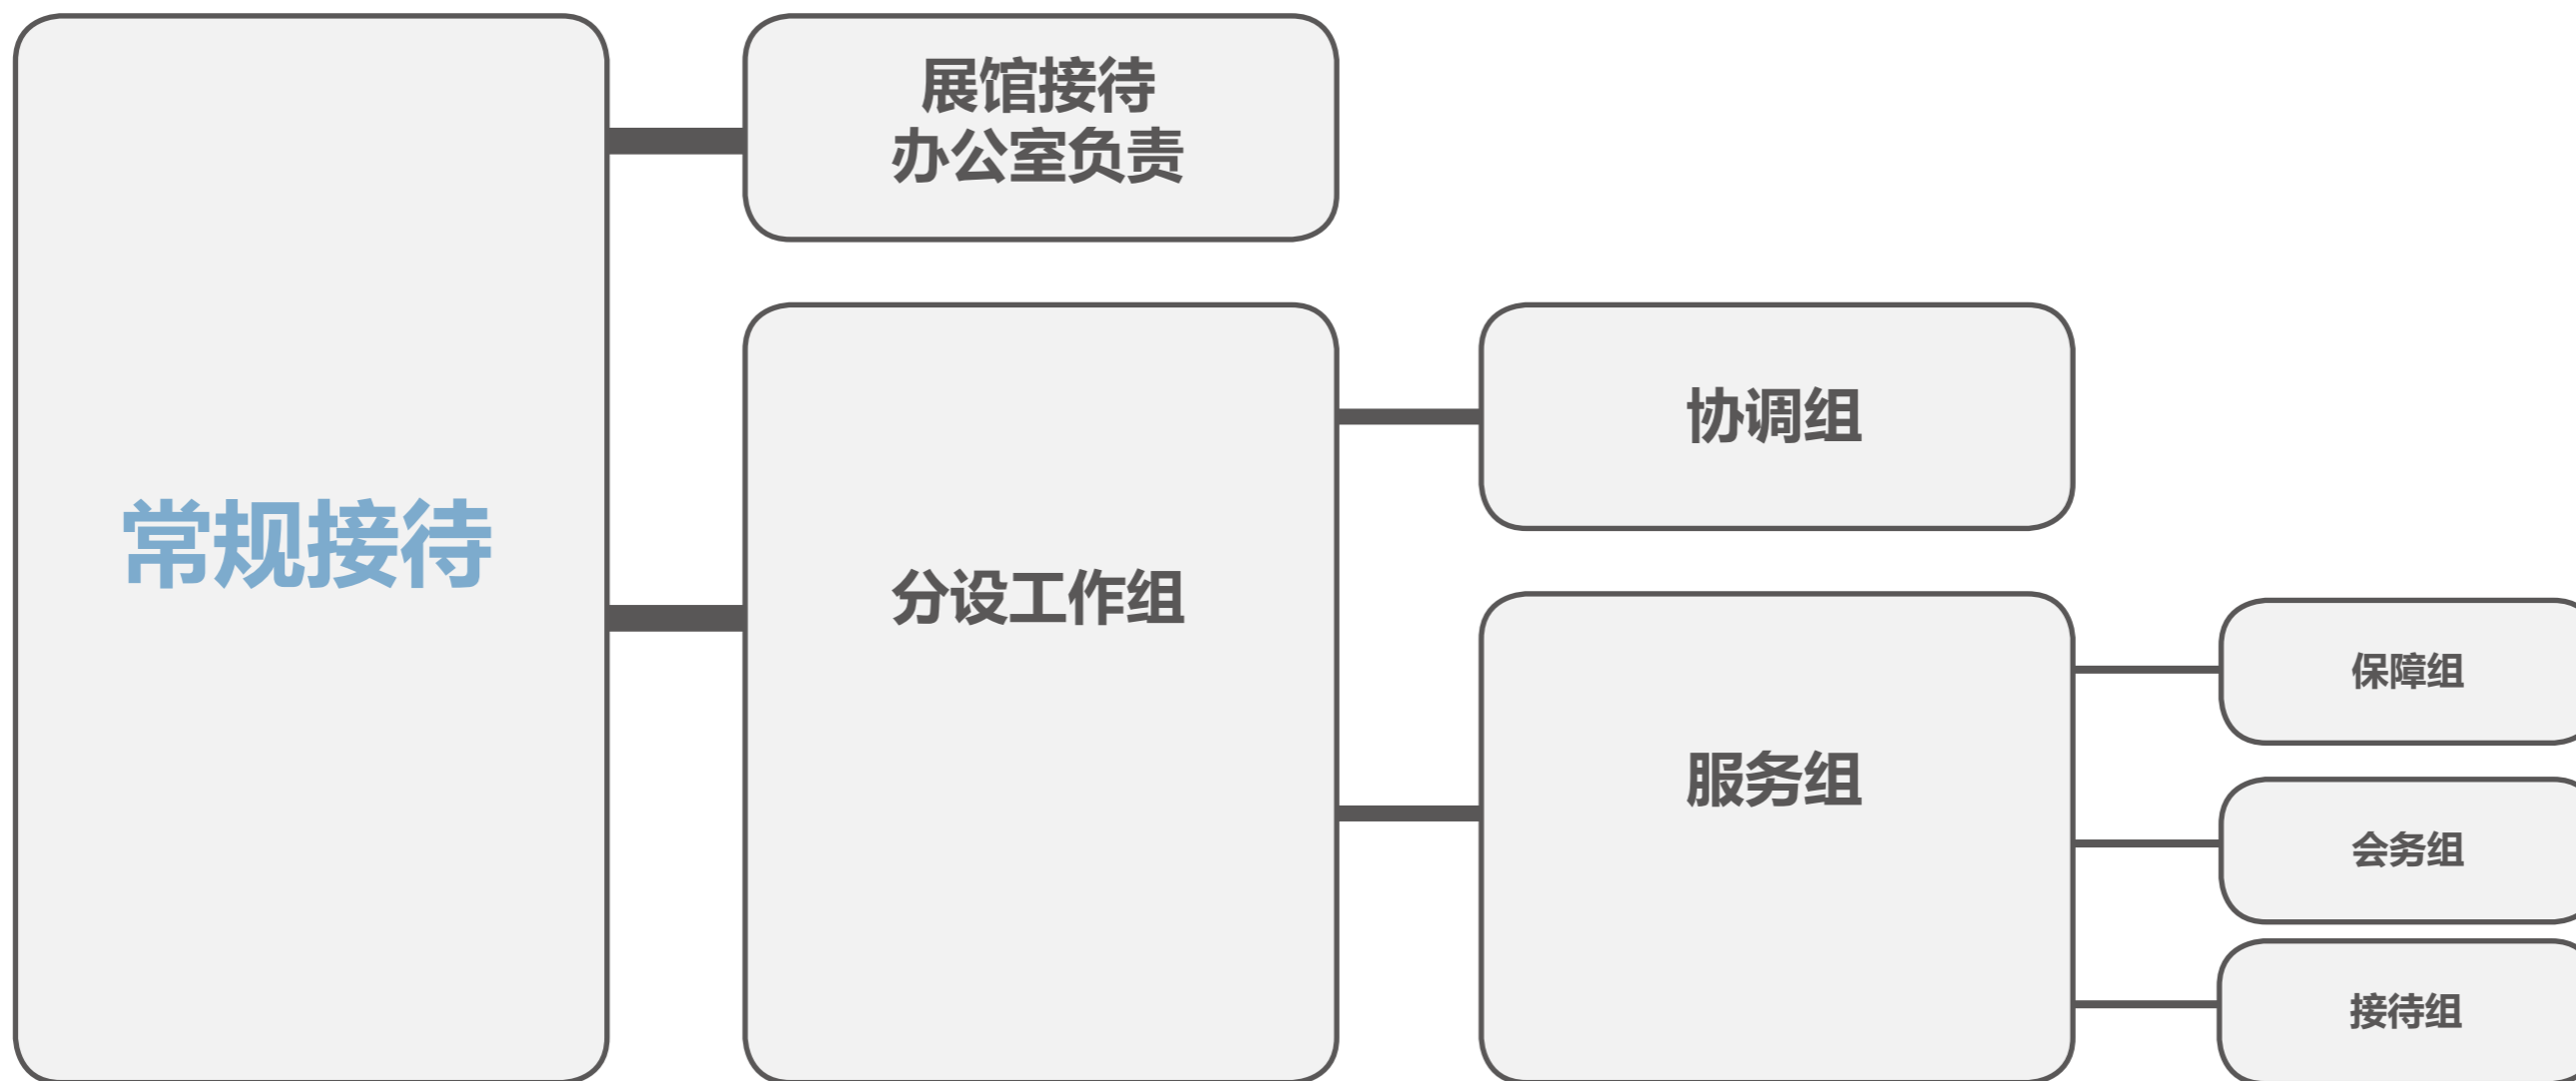 常规接待
展馆接待
办公室负责
分设工作组
协调组
服务组
保障组
会务组
接待组